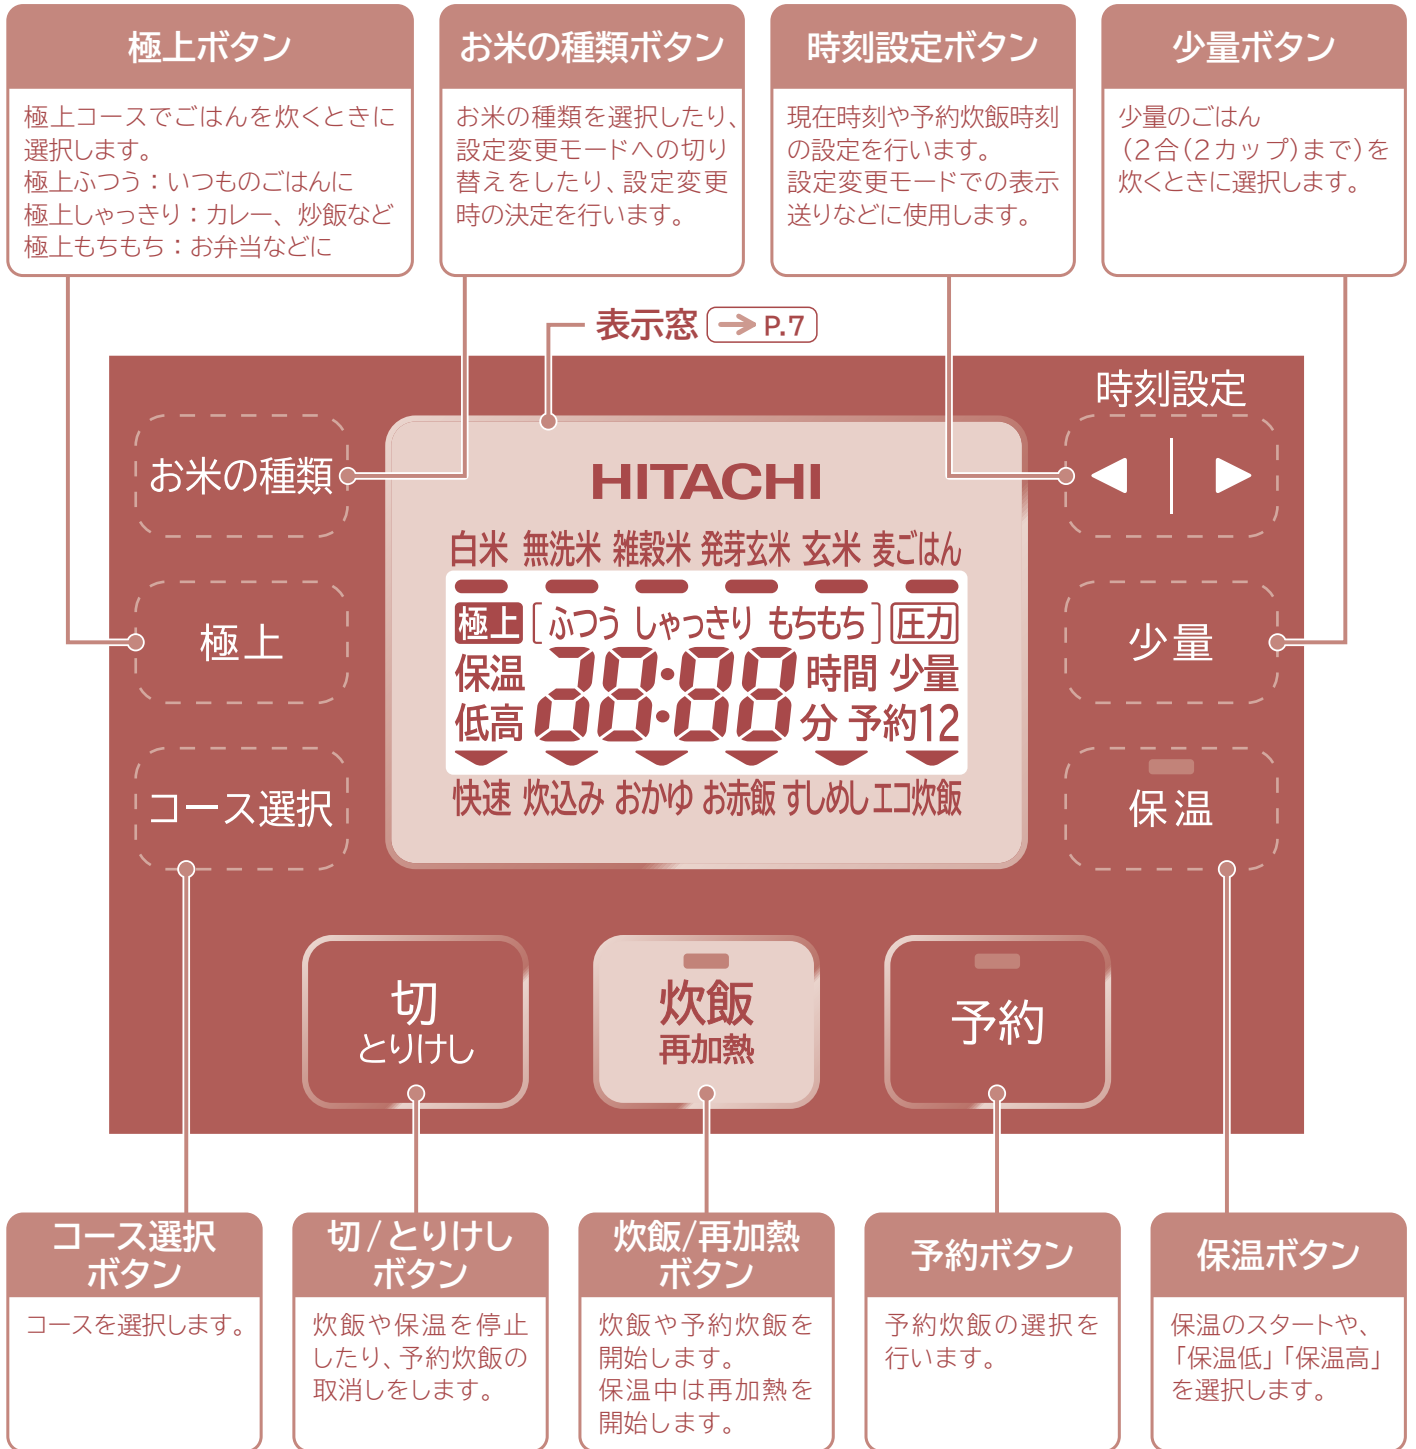 極上ボタン
極上コースでごはんを炊くときに
選択します。
極上ふつう：いつものごはんに
極上しゃっきり：カレー、炒飯など
極上もちもち：お弁当などに
お米の種類ボタン
お米の種類を選択したり、
設定変更モードへの切り
替えをしたり、設定変更
時の決定を行います。
時刻設定ボタン
現在時刻や予約炊飯時刻
の設定を行います。
設定変更モードでの表示
送りなどに使用します。
少量ボタン
少量のごはん
（2合（2カップ）まで）を
炊くときに選択します。
表示窓 P.7
時刻設定
お米の種類
極上
コース選択
HITACHI
白米 無洗米 雑穀米 発芽玄米 玄米 麦ごはん
極上 [ ふつう しゃっきり もちもち ] 圧力
保温 28:88 時間 少量
低高 分 予約12
快速 炊込み おかゆ お赤飯 すしめし エコ炊飯
少量
保温
切
とりけし
炊飯
再加熱
予約
コース選択
ボタン
コースを選択します。
切/とりけし
ボタン
炊飯や保温を停止
したり、予約炊飯の
取消しをします。
炊飯/再加熱
ボタン
炊飯や予約炊飯を
開始します。
保温中は再加熱を
開始します。
予約ボタン
予約炊飯の選択を
行います。
保温ボタン
保温のスタートや、
「保温低」「保温高」
を選択します。